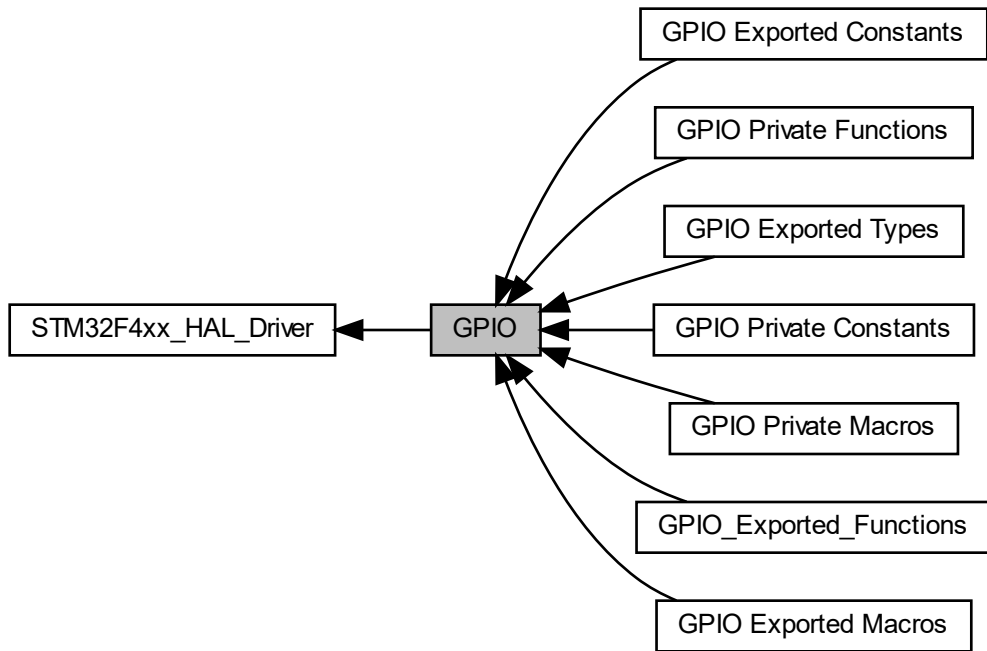 GPIO Exported Constants
GPIO Private Functions
GPIO Exported Types
STM32F4xx_HAL_Driver
GPIO
GPIO Private Constants
GPIO Private Macros
GPIO_Exported_Functions
GPIO Exported Macros